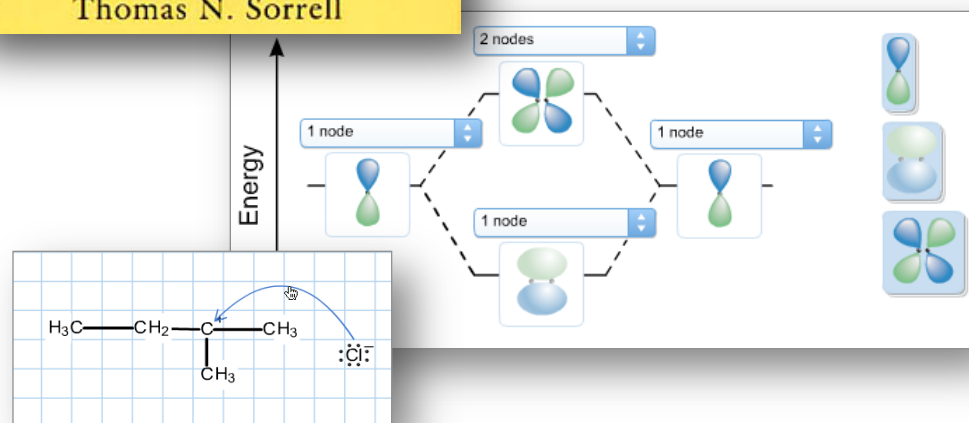 Thomas N. Sorrell
2 nodes
1 node
1 node
Energy
1 node
H3C CH2 C CH3
:Cl:–
CH3